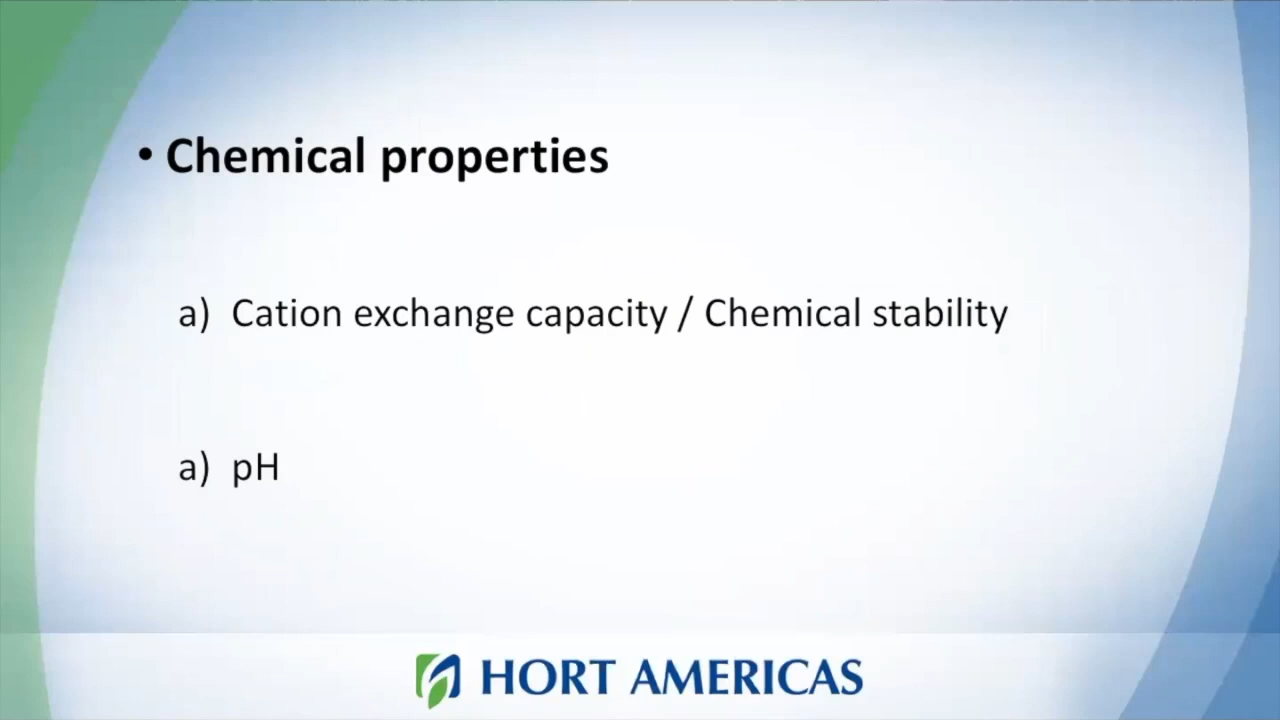 • Chemical properties
a) Cation exchange capacity / Chemical stability
a) pH
HORT AMERICAS